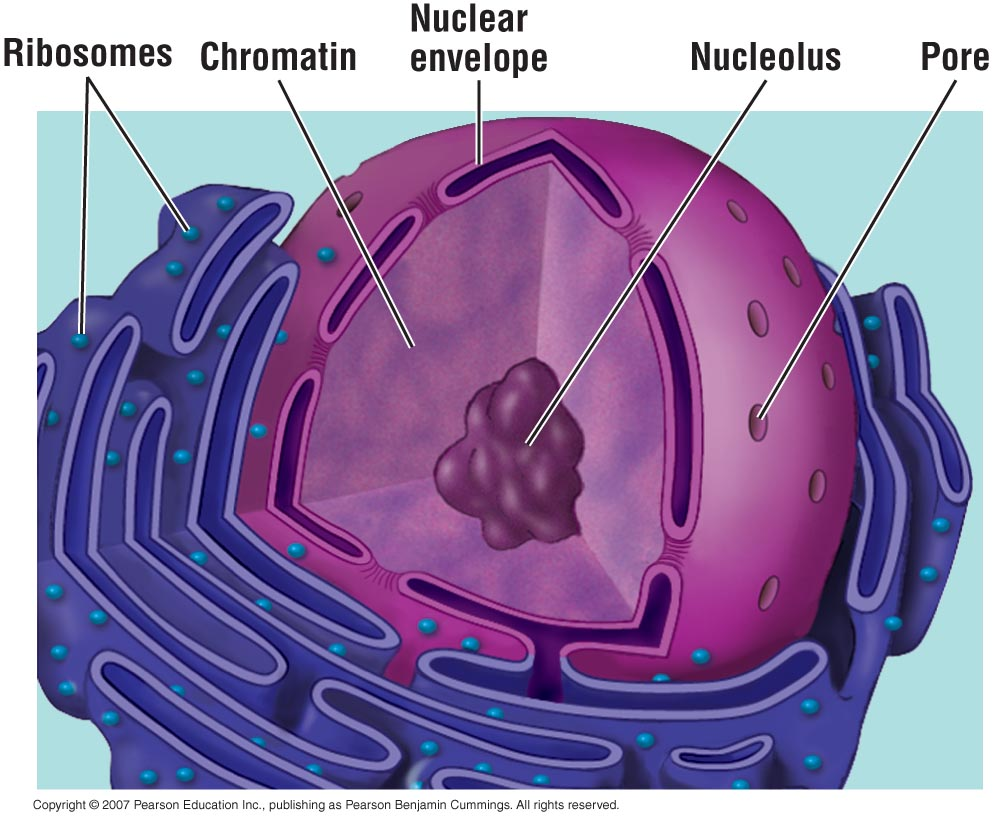 Ribosomes
Chromatin
Nuclear
envelope
Nucleolus
Pore
Copyright © 2007 Pearson Education Inc., publishing as Pearson Benjamin Cummings. All rights reserved.